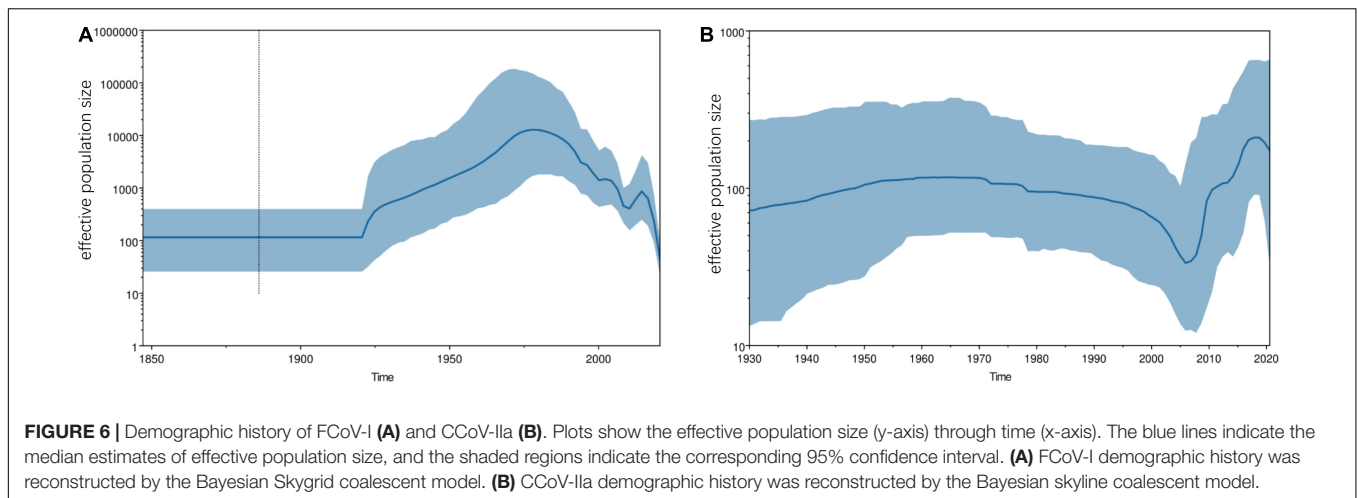 A
effective population size
1000000
100000
10000
1000
100
10
1
1850
1900
1950
2000
Time
B
effective population size
1000
100
10
1930
1940
1950
1960
1970
1980
1990
2000
2010
2020
Time
FIGURE 6 | Demographic history of FCoV-I (A) and CCoV-IIa (B). Plots show the effective population size (y-axis) through time (x-axis). The blue lines indicate the
median estimates of effective population size, and the shaded regions indicate the corresponding 95% confidence interval. (A) FCoV-I demographic history was
reconstructed by the Bayesian Skygrid coalescent model. (B) CCoV-IIa demographic history was reconstructed by the Bayesian skyline coalescent model.